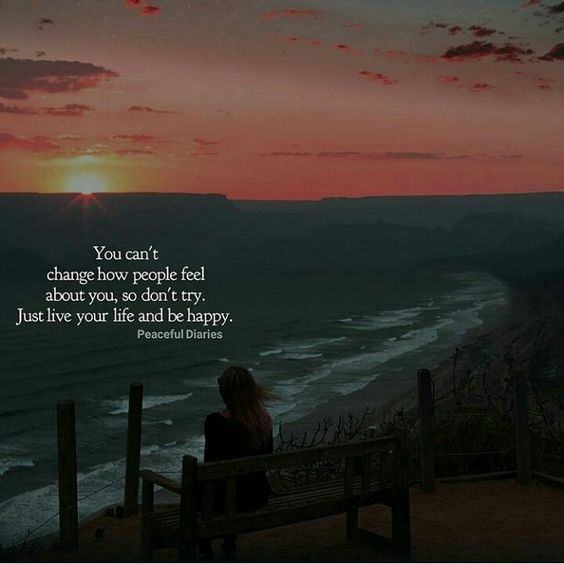 You can't
change how people feel
about you, so don't try.
Just live your life and be happy.
Peaceful Diaries